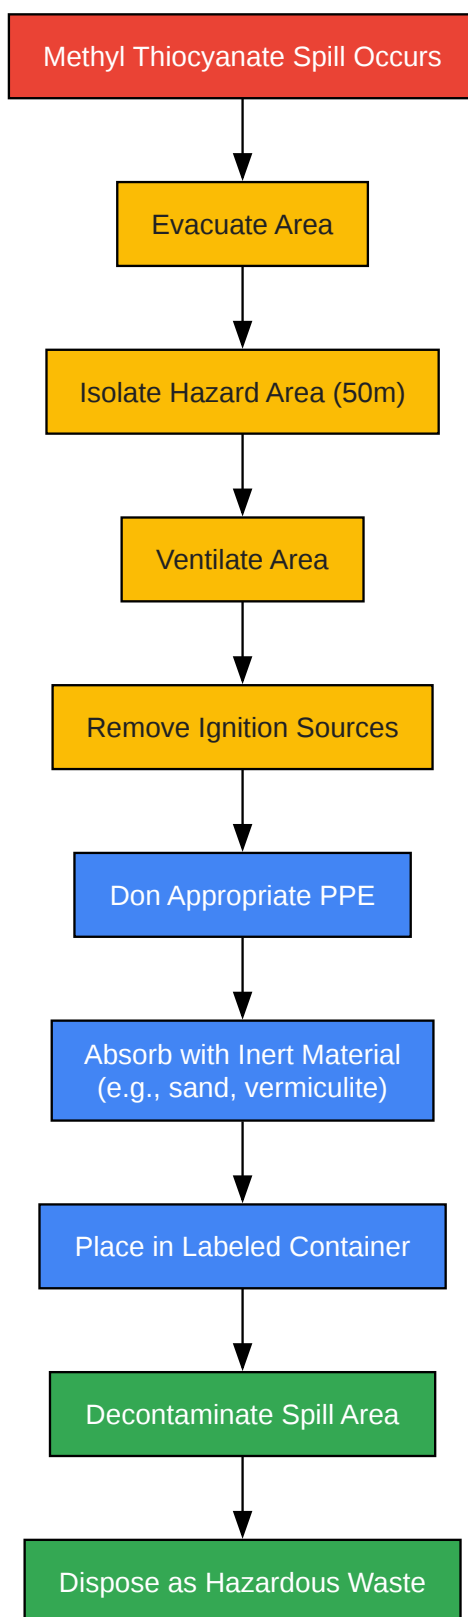 Methyl Thiocyanate Spill Occurs
Evacuate Area
Isolate Hazard Area (50m)
Ventilate Area
Remove Ignition Sources
Don Appropriate PPE
Absorb with Inert Material
(e.g., sand, vermiculite)
Place in Labeled Container
Decontaminate Spill Area
Dispose as Hazardous Waste